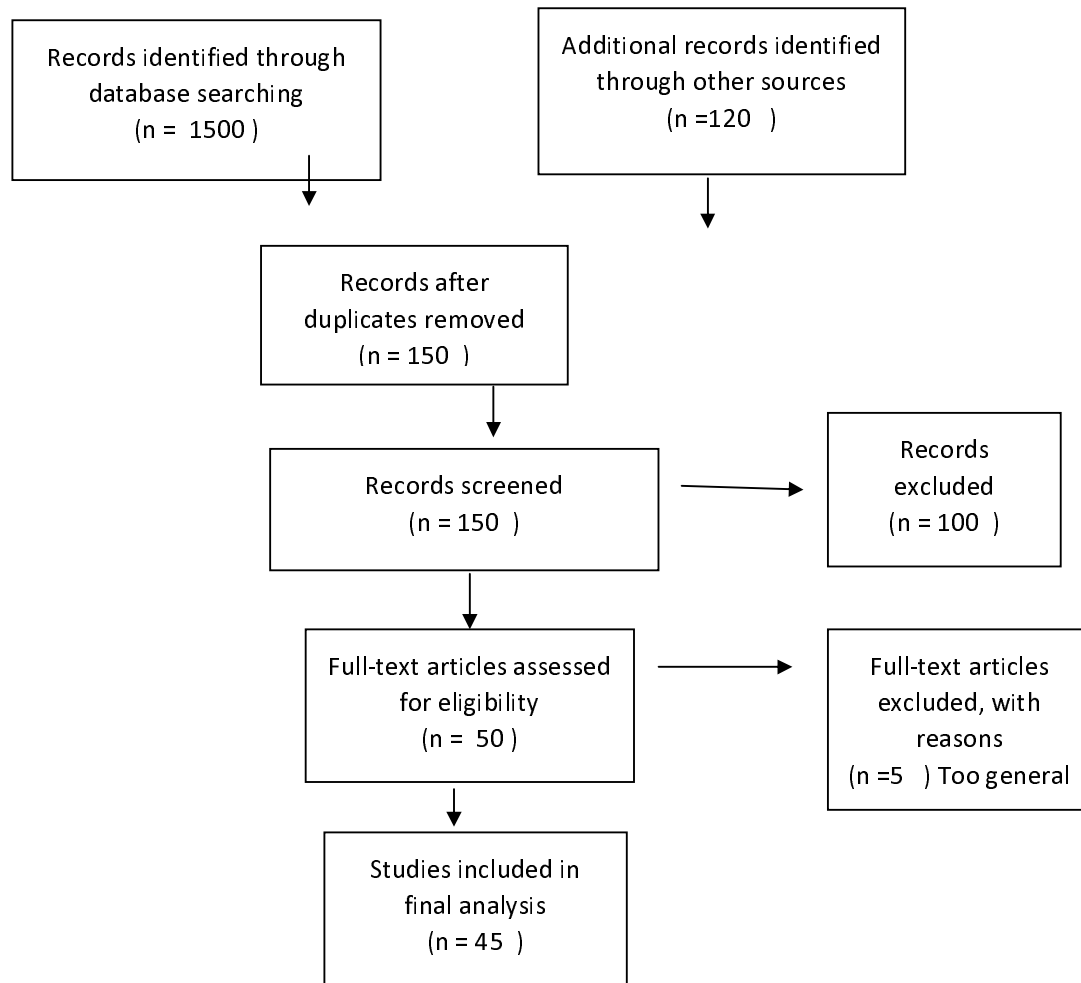 Records identified through
database searching
(n =  1500 )
Additional records identified
through other sources
(n =120   )
Records after
duplicates removed
(n = 150  )
Records screened
(n = 150  )
Records
excluded
(n = 100  )
Full-text articles assessed
for eligibility
(n =  50 )
Full-text articles
excluded, with
reasons
(n =5   ) Too general
Studies included in
final analysis
(n = 45  )